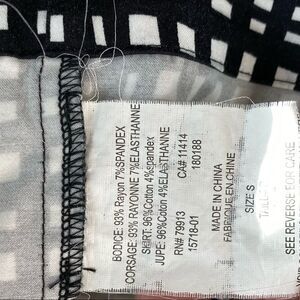 BODICE: 93% Rayon 7%SPANDEX
CORSAGE: 93% RAYONNE 7%ELASTHANNE
SKIRT: 96%Cotton 4%spandex
JUPE: 96%Coton 4%ELASTHANNE
RN# 79913 CA# 11414
15718-01 180188
MADE IN CHINA
FABRIQUE EN CHINE
SIZE S
TAILLE
SEE REVERSE FOR CARE